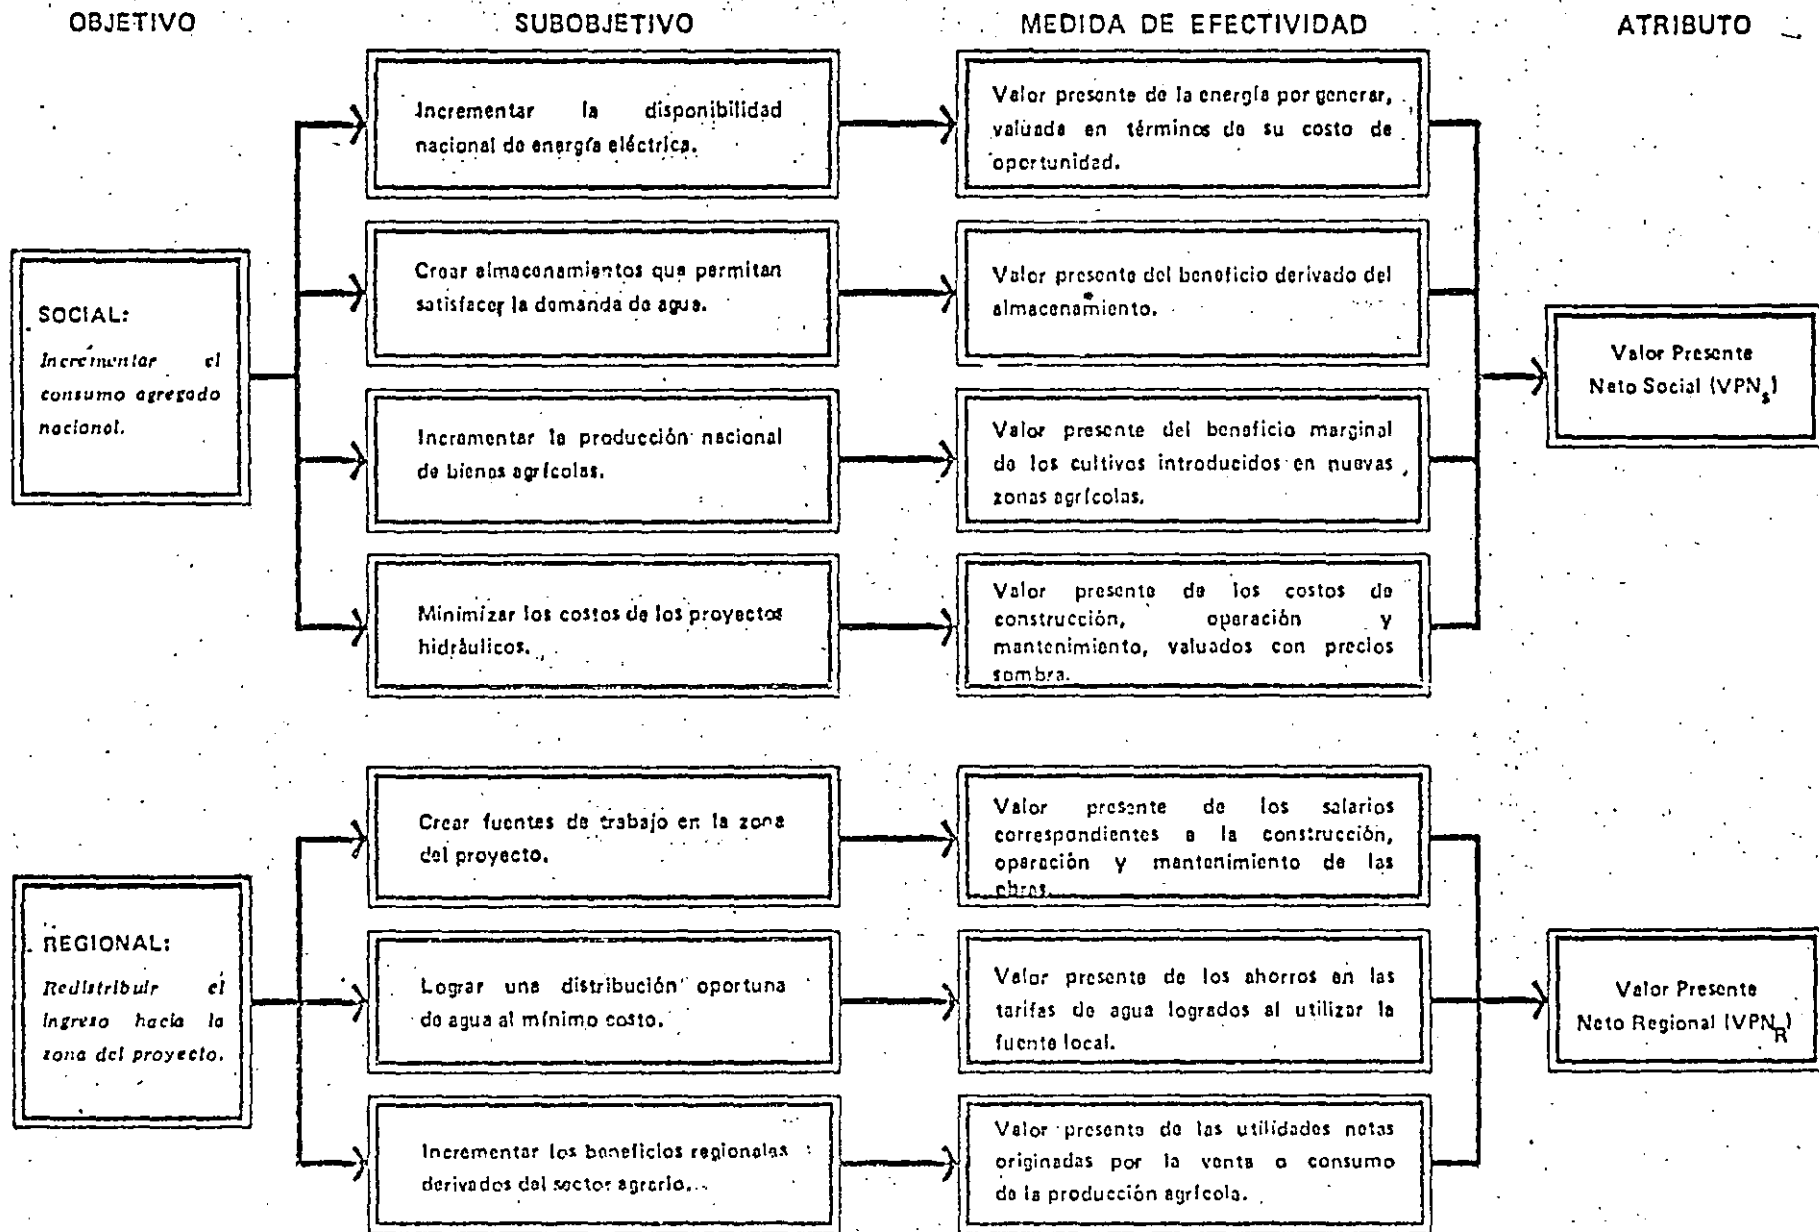 OBJETIVO
SUBOBJETIVO
MEDIDA DE EFECTIVIDAD
ATRIBUTO
SOCIAL:
Incrementar el
consumo agregado
nacional.
Incrementar la disponibilidad
nacional de energía eléctrica.
Valor presente de la energía por generar,
valuada en términos de su costo de
oportunidad.
Crear almacenamientos que permitan
satisfacer la demanda de agua.
Valor presente del beneficio derivado del
almacenamiento.
Incrementar la producción nacional
de bienes agrícolas.
Valor presente del beneficio marginal
de los cultivos introducidos en nuevas
zonas agrícolas.
Minimizar los costos de los proyectos
hidráulicos.
Valor presente de los costos de
construcción, operación y
mantenimiento, valuados con precios
sombra.
Valor Presente
Neto Social (VPNs)
REGIONAL:
Redistribuir el
ingreso hacia la
zona del proyecto.
Crear fuentes de trabajo en la zona
del proyecto.
Valor presente de los salarios
correspondientes a la construcción,
operación y mantenimiento de las
obras.
Lograr una distribución oportuna
de agua al mínimo costo.
Valor presente de los ahorros en las
tarifas de agua logrados al utilizar la
fuente local.
Incrementar los beneficios regionales
derivados del sector agrario.
Valor presente de las utilidades netas
originadas por la venta o consumo
de la producción agrícola.
Valor Presente
Neto Regional (VPNR)